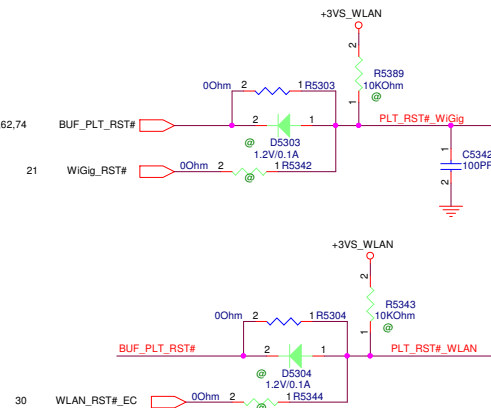 +3VS_WLAN
2
R5389
10KOhm
@
1
0Ohm 2 1 R5303
62,74 BUF_PLT_RST# 2 1 PLT_RST#_WiGig
@ D5303
1.2V/0.1A
21 WiGig_RST# 0Ohm 2 1 R5342
@
1
C5342
100PF
2
+3VS_WLAN
2
R5343
10KOhm
@
1
0Ohm 2 1 R5304
BUF_PLT_RST# 2 1 PLT_RST#_WLAN
@ D5304
1.2V/0.1A
30 WLAN_RST#_EC 0Ohm 2 1 R5344
@